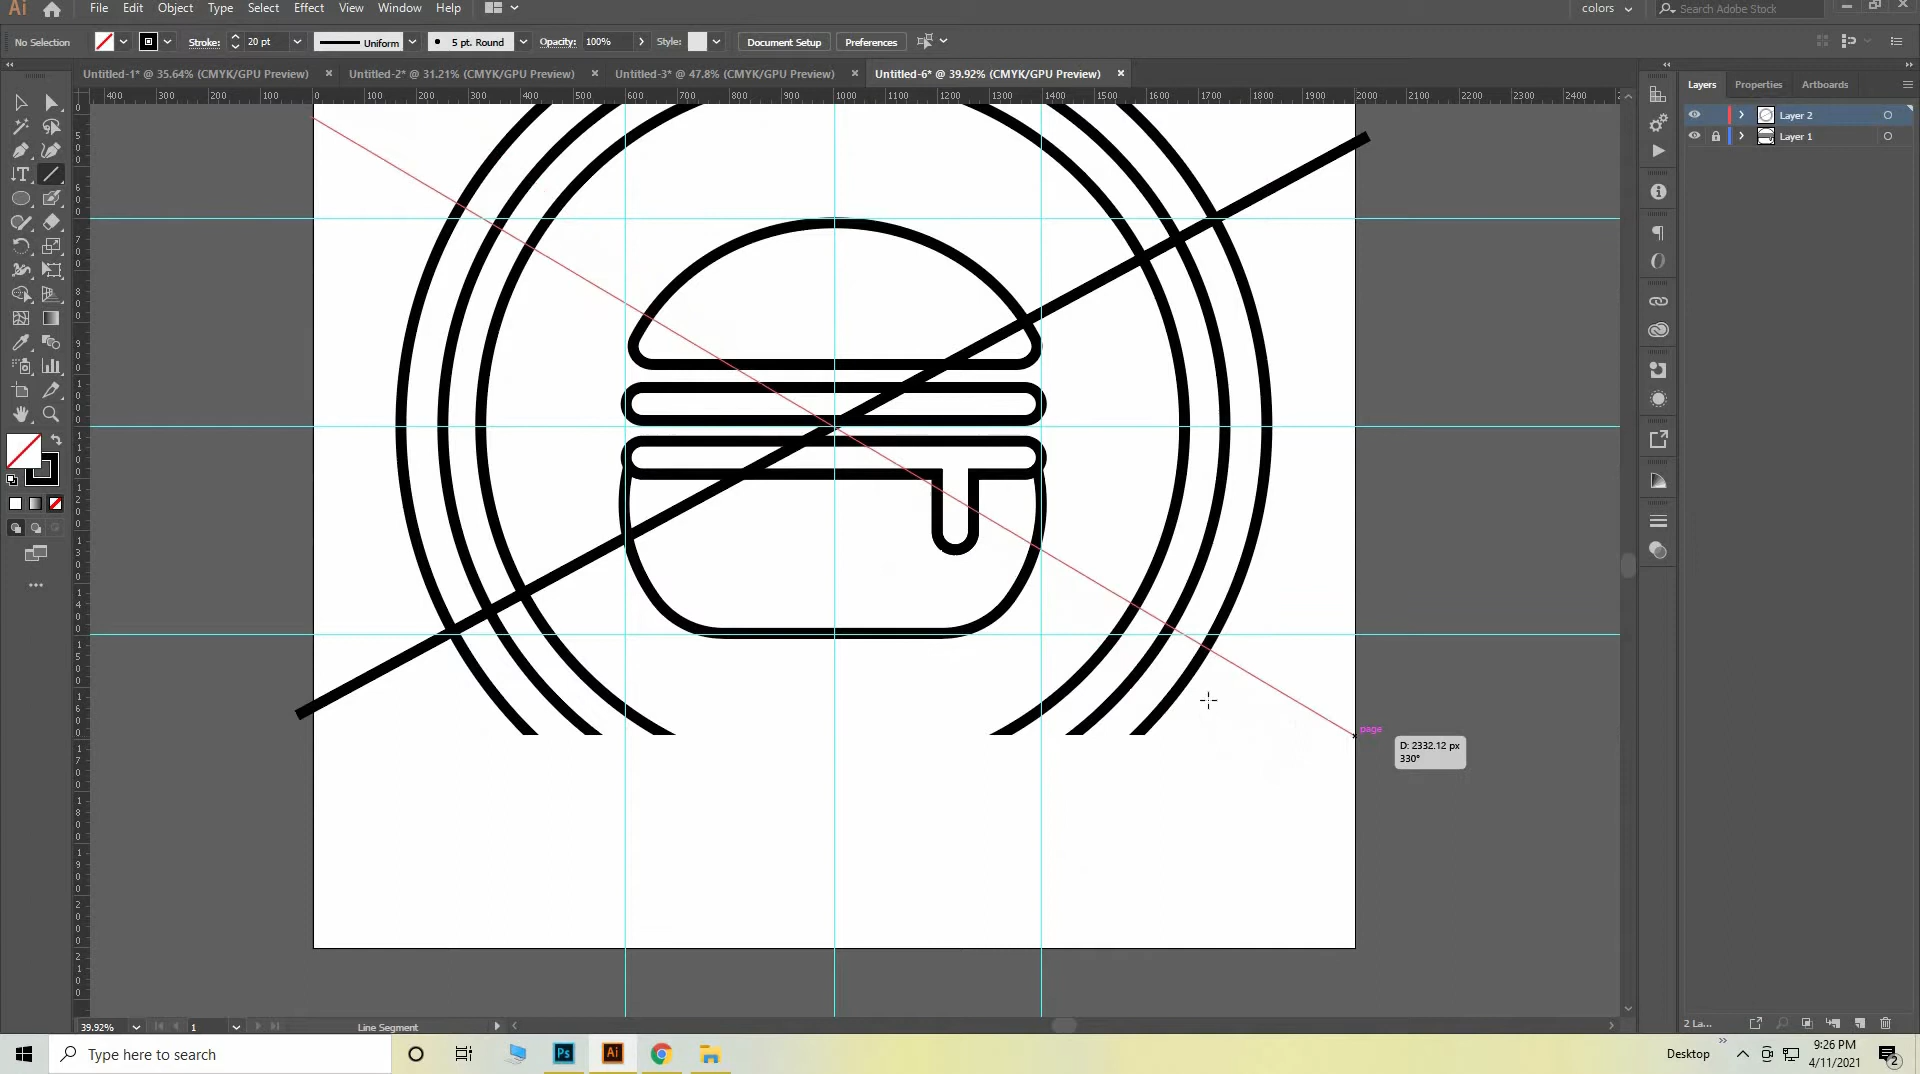 Ai File Edit Object Type Select Effect View Window Help colors Search Adobe Stock
No Selection Stroke: 20 pt Uniform 5 pt. Round Opacity: 100% Style: Document Setup Preferences
Untitled-1* @ 35.64% (CMYK/GPU Preview) Untitled-2* @ 31.21% (CMYK/GPU Preview) Untitled-3* @ 47.8% (CMYK/GPU Preview) Untitled-6* @ 39.92% (CMYK/GPU Preview)
400 300 200 100 0 100 200 300 400 500 600 700 800 900 1000 1100 1200 1300 1400 1500 1600 1700 1800 1900 2000 2100 2200 2300 2400
Layers Properties Artboards
Layer 2
Layer 1
page
D: 2332.12 px
330°
39.92% 1 Line Segment
2 La...
Type here to search Ps Ai Desktop 9:26 PM
4/11/2021 2